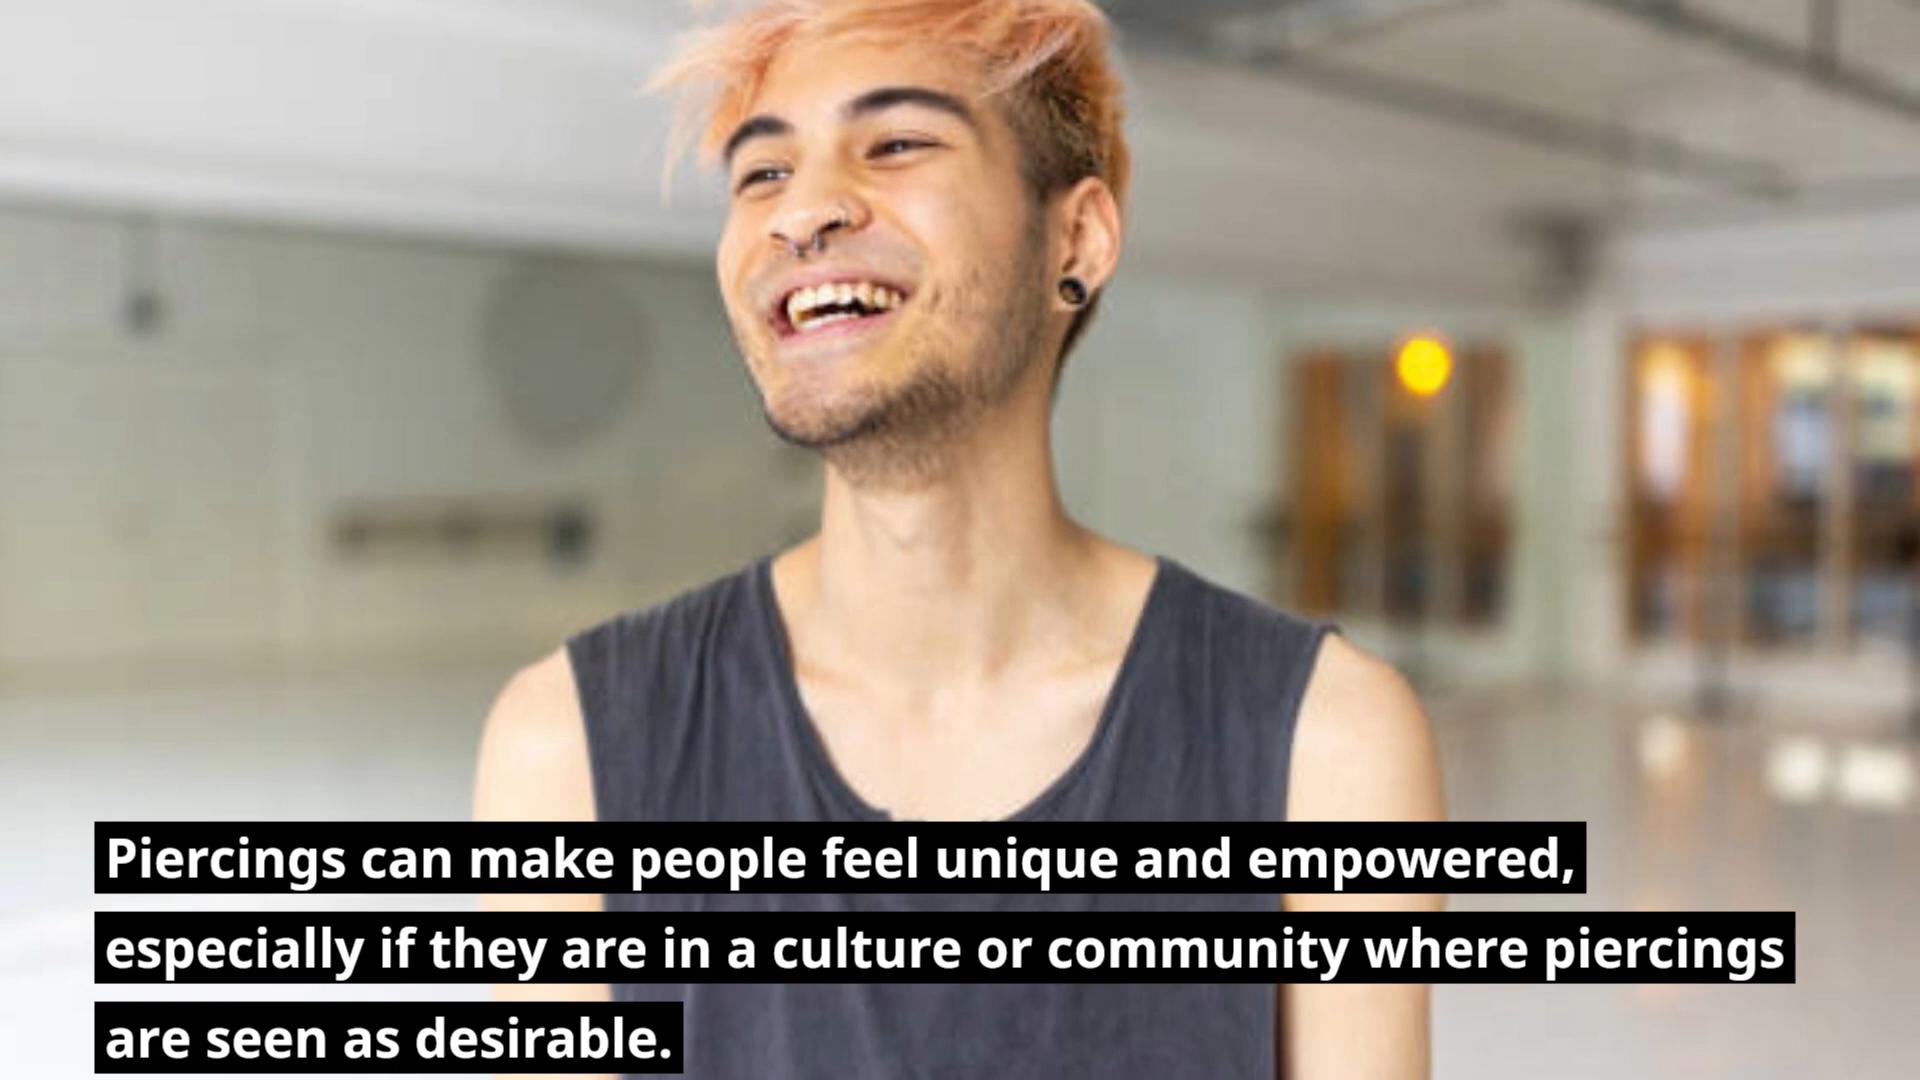 Piercings can make people feel unique and empowered,
especially if they are in a culture or community where piercings
are seen as desirable.